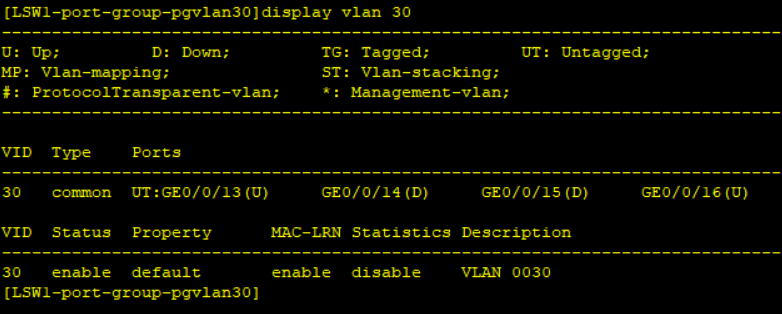 [LSW1-port-group-pgvlan30]display vlan 30
--------------------------------------------------------------------------------
U: Up;         D: Down;         TG: Tagged;         UT: Untagged;
MP: Vlan-mapping;               ST: Vlan-stacking;
#: ProtocolTransparent-vlan;    *: Management-vlan;
--------------------------------------------------------------------------------
VID  Type    Ports
--------------------------------------------------------------------------------
30   common  UT:GE0/0/13(U)     GE0/0/14(D)     GE0/0/15(D)     GE0/0/16(U)
VID  Status  Property      MAC-LRN Statistics Description
--------------------------------------------------------------------------------
30   enable  default       enable  disable    VLAN 0030
[LSW1-port-group-pgvlan30]